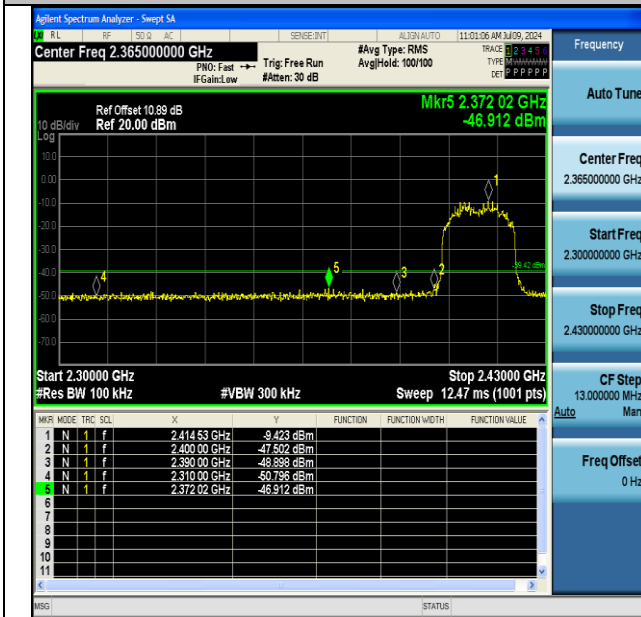 Agilent Spectrum Analyzer - Swept SA
RL RF 50 Ω AC SENSE:INT ALIGN AUTO 11:01:06 AM Jul 09, 2024
Center Freq 2.365000000 GHz
PNO: Fast
IFGain:Low
Trig: Free Run
#Atten: 30 dB
#Avg Type: RMS
Avg|Hold: 100/100
TRACE 1 2 3 4 5 6
TYPE M
DET P P P P P P
Frequency
Auto Tune
Center Freq
2.365000000 GHz
Start Freq
2.300000000 GHz
Stop Freq
2.430000000 GHz
CF Step
13.000000 MHz
Auto Man
Freq Offset
0 Hz
Mkr5 2.372 02 GHz
-46.912 dBm
Ref Offset 10.89 dB
10 dB/div Ref 20.00 dBm
Log
10.0
0.00
-10.0
-20.0
-30.0
-40.0
-50.0
-60.0
-70.0
1
2
3
4
5
-39.42 dBm
Start 2.30000 GHz Stop 2.43000 GHz
#Res BW 100 kHz #VBW 300 kHz Sweep 12.47 ms (1001 pts)
MKR MODE TRC SCL X Y FUNCTION FUNCTION WIDTH FUNCTION VALUE
1 N 1 f 2.414 53 GHz -9.423 dBm
2 N 1 f 2.400 00 GHz -47.502 dBm
3 N 1 f 2.390 00 GHz -48.898 dBm
4 N 1 f 2.310 00 GHz -50.796 dBm
5 N 1 f 2.372 02 GHz -46.912 dBm
6
7
8
9
10
11
MSG STATUS